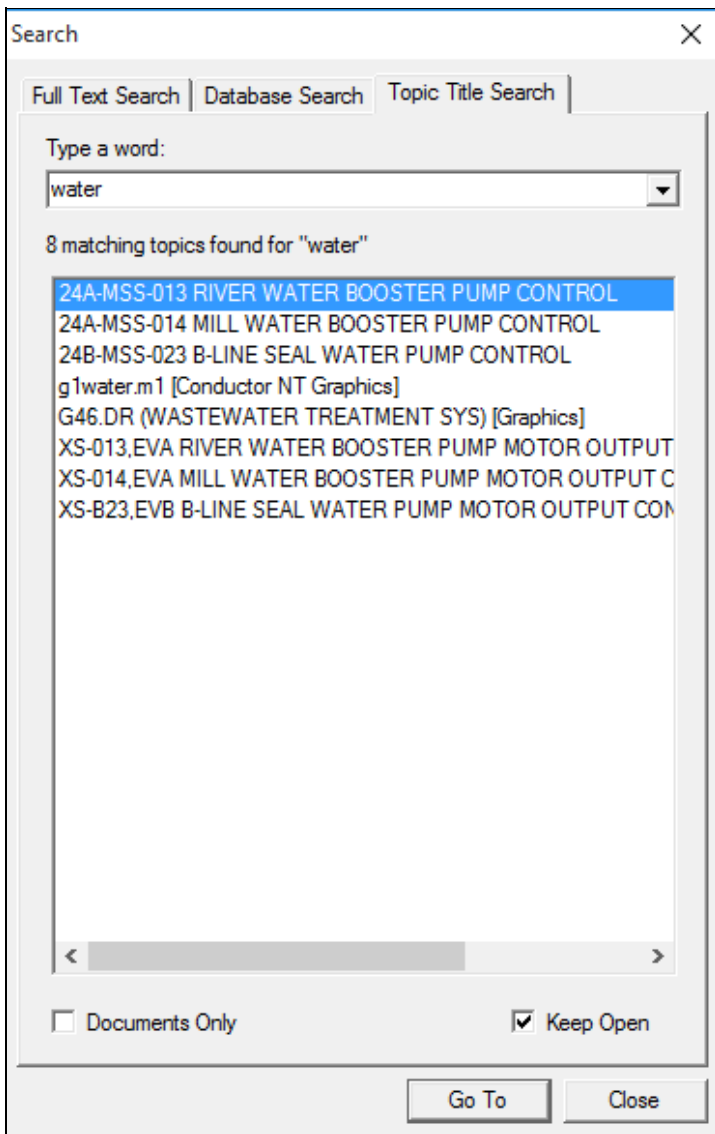 Search
Full Text Search Database Search Topic Title Search
Type a word:
water
8 matching topics found for "water"
24A-MSS-013 RIVER WATER BOOSTER PUMP CONTROL
24A-MSS-014 MILL WATER BOOSTER PUMP CONTROL
24B-MSS-023 B-LINE SEAL WATER PUMP CONTROL
g1water.m1 [Conductor NT Graphics]
G46.DR (WASTEWATER TREATMENT SYS) [Graphics]
XS-013,EVA RIVER WATER BOOSTER PUMP MOTOR OUTPUT
XS-014,EVA MILL WATER BOOSTER PUMP MOTOR OUTPUT C
XS-B23,EVB B-LINE SEAL WATER PUMP MOTOR OUTPUT CON
Documents Only Keep Open
Go To Close